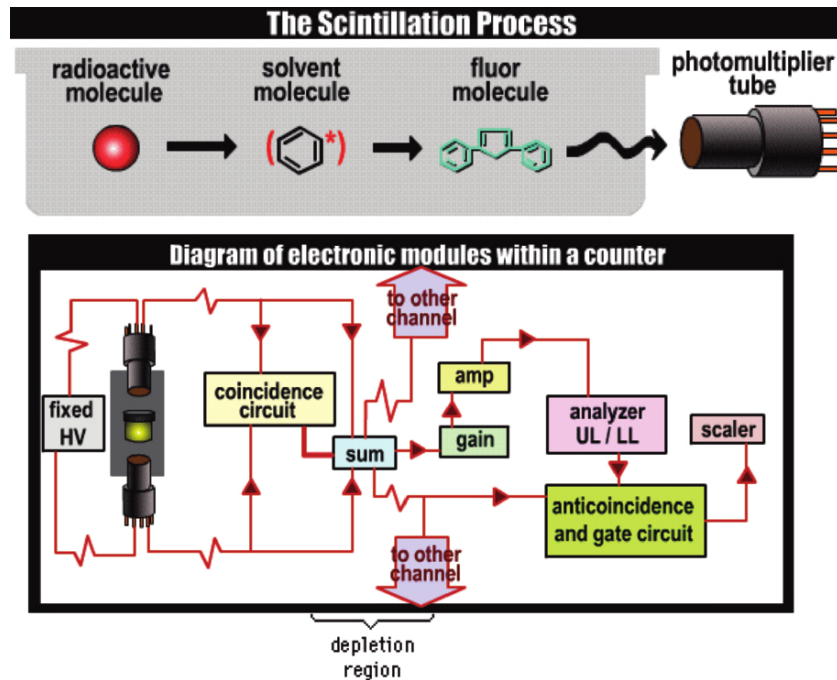 The Scintillation Process
radioactive
molecule
solvent
molecule
fluor
molecule
photomultiplier
tube
(
*)
Diagram of electronic modules within a counter
to other
channel
fixed
HV
coincidence
circuit
sum
amp
gain
analyzer
UL / LL
scaler
anticoincidence
and gate circuit
to other
channel
depletion
region